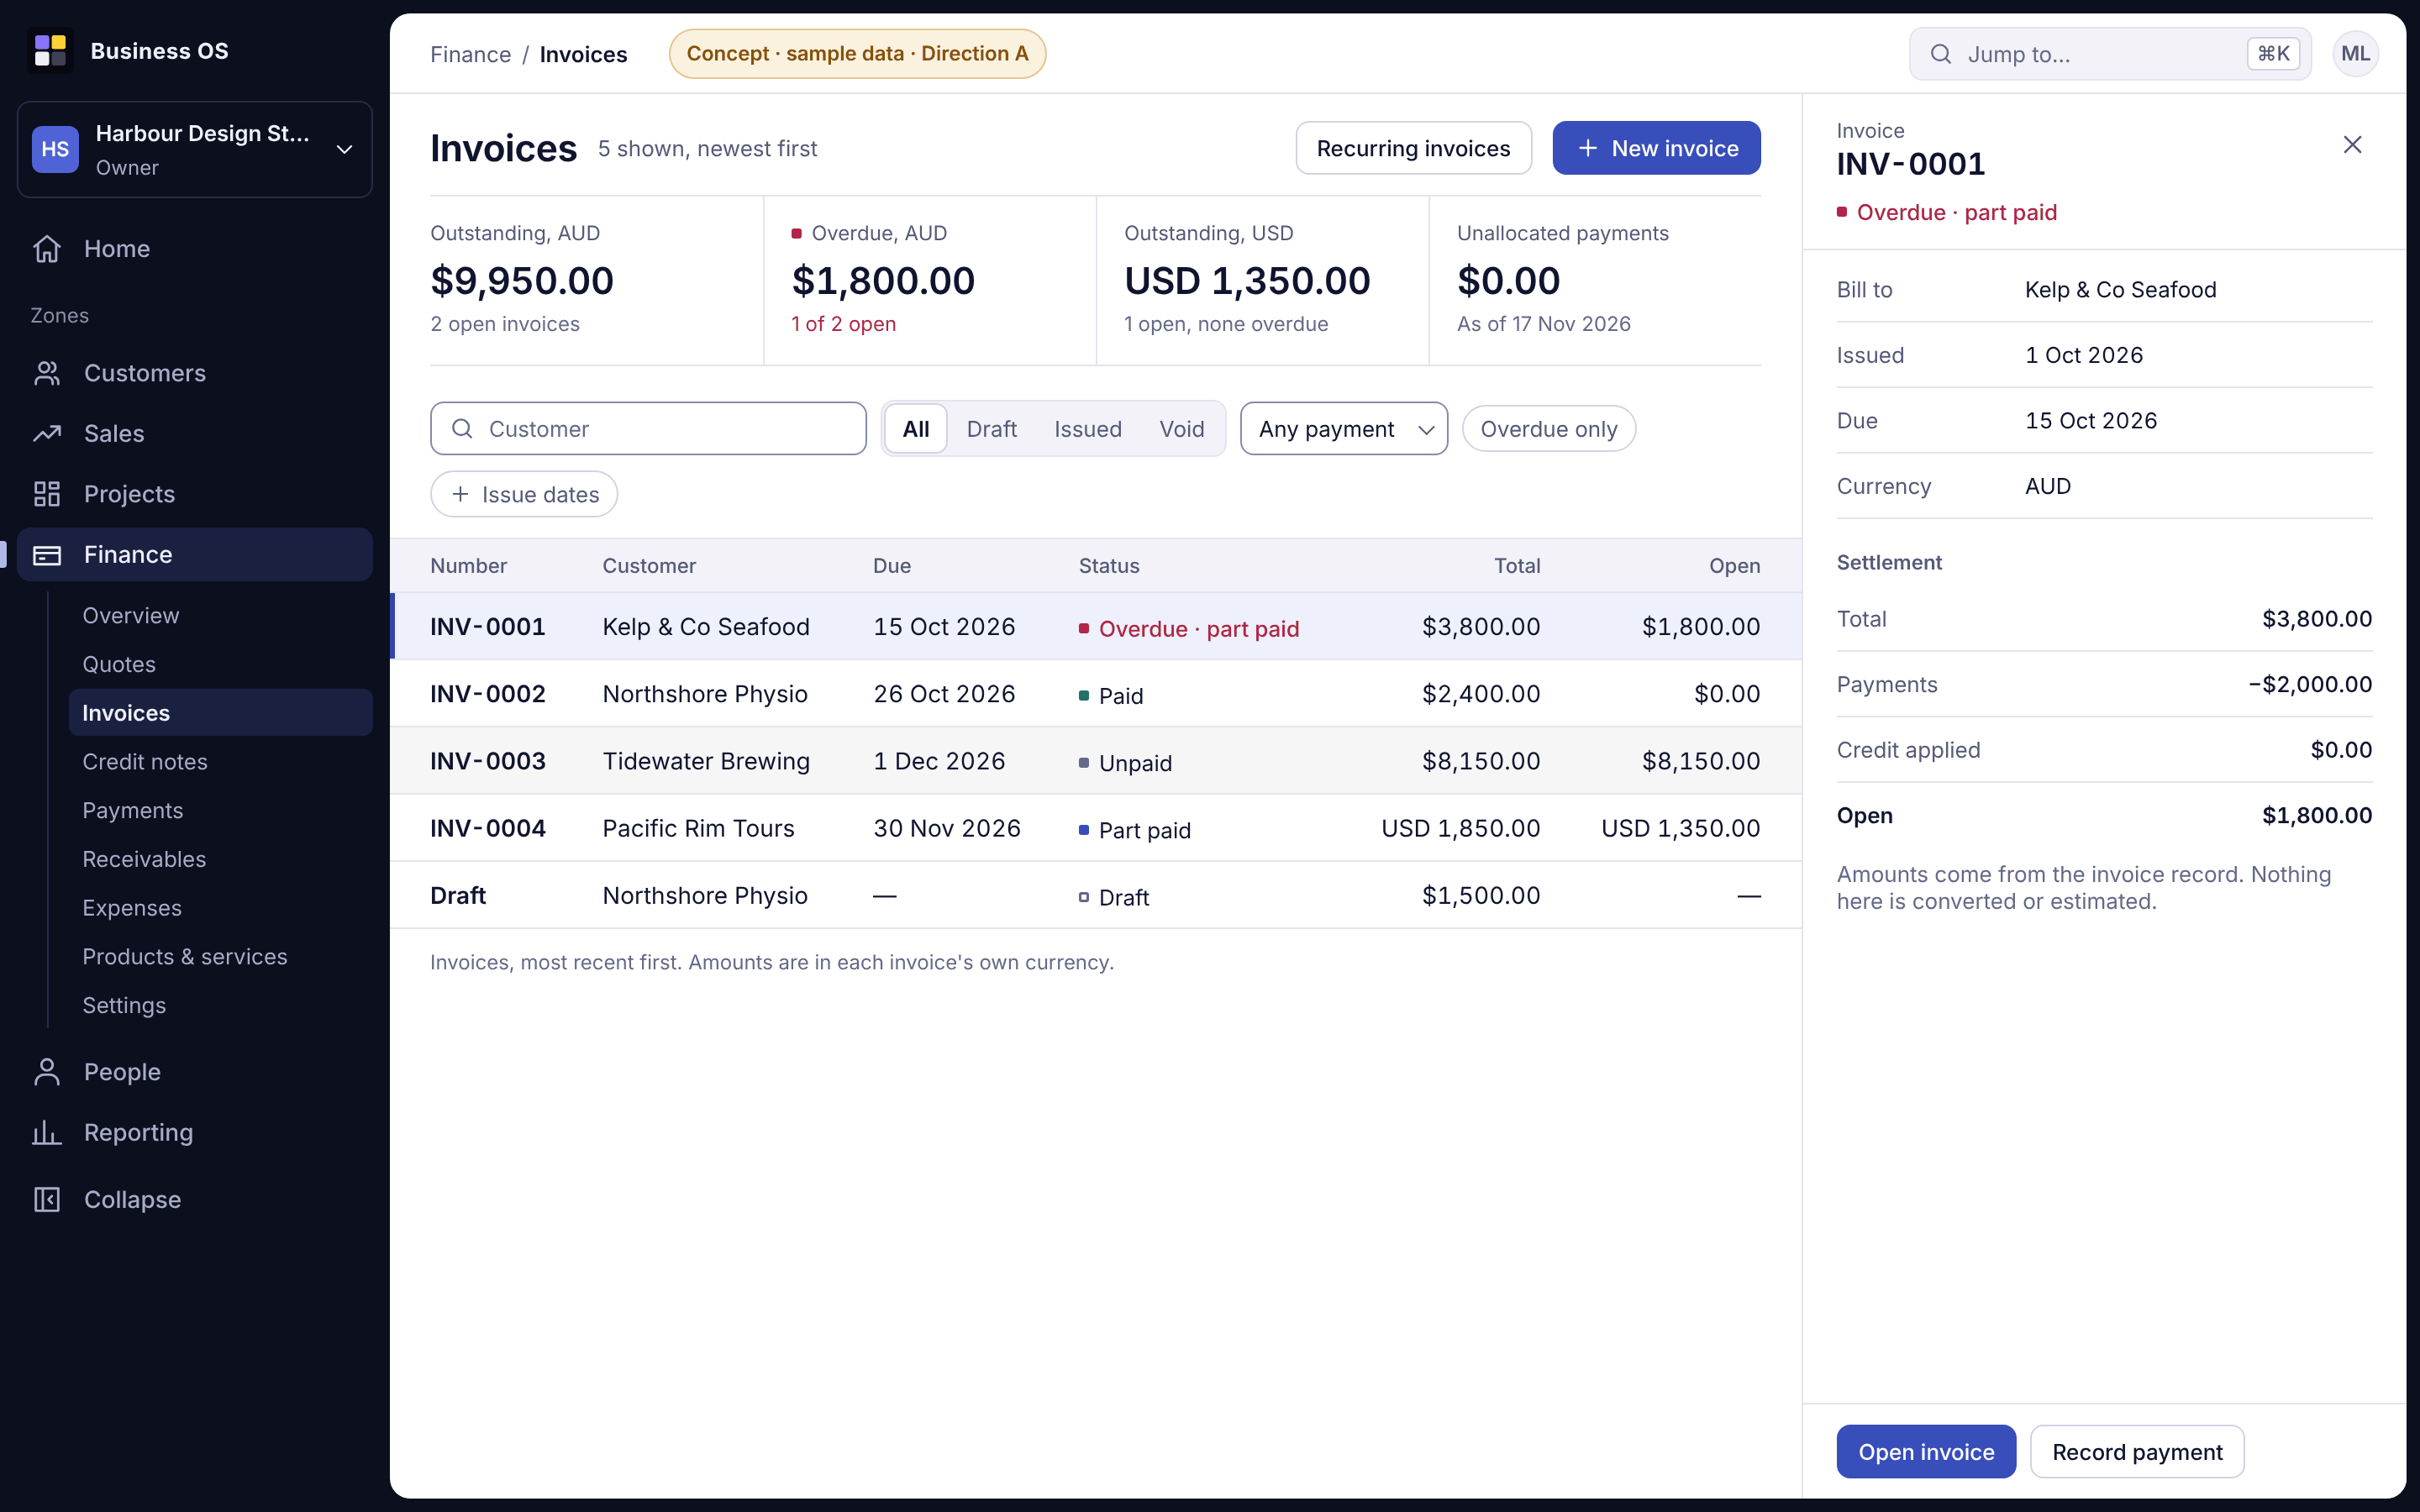 Business OS
HS
Harbour Design St...
Owner
Home
Zones
Customers
Sales
Projects
Finance
Overview
Quotes
Invoices
Credit notes
Payments
Receivables
Expenses
Products & services
Settings
People
Reporting
Collapse
Finance / Invoices
Concept · sample data · Direction A
Jump to...
⌘K
ML
Invoices
5 shown, newest first
Recurring invoices
New invoice
Outstanding, AUD
$9,950.00
2 open invoices
Overdue, AUD
$1,800.00
1 of 2 open
Outstanding, USD
USD 1,350.00
1 open, none overdue
Unallocated payments
$0.00
As of 17 Nov 2026
Customer
All Draft Issued Void
Any payment
Overdue only
Issue dates
Number Customer Due Status Total Open
INV-0001 Kelp & Co Seafood 15 Oct 2026 Overdue · part paid $3,800.00 $1,800.00
INV-0002 Northshore Physio 26 Oct 2026 Paid $2,400.00 $0.00
INV-0003 Tidewater Brewing 1 Dec 2026 Unpaid $8,150.00 $8,150.00
INV-0004 Pacific Rim Tours 30 Nov 2026 Part paid USD 1,850.00 USD 1,350.00
Draft Northshore Physio — Draft $1,500.00 —
Invoices, most recent first. Amounts are in each invoice's own currency.
Invoice
INV-0001
Overdue · part paid
Bill to Kelp & Co Seafood
Issued 1 Oct 2026
Due 15 Oct 2026
Currency AUD
Settlement
Total $3,800.00
Payments −$2,000.00
Credit applied $0.00
Open $1,800.00
Amounts come from the invoice record. Nothing
here is converted or estimated.
Open invoice
Record payment